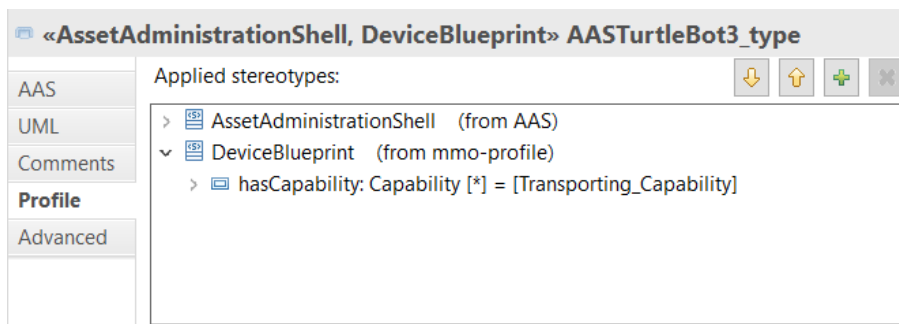 «AssetAdministrationShell, DeviceBlueprint» AASTurtleBot3_type
AAS
UML
Comments
Profile
Advanced
Applied stereotypes:
AssetAdministrationShell (from AAS)
DeviceBlueprint (from mmo-profile)
hasCapability: Capability [*] = [Transporting_Capability]